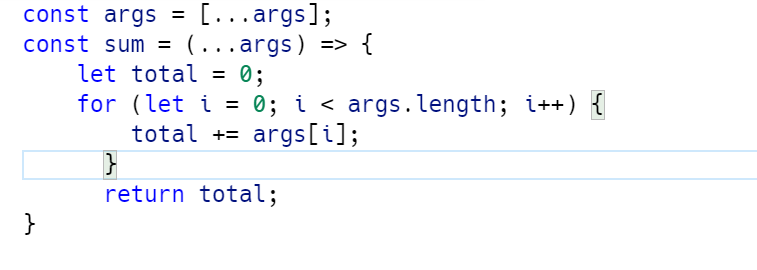 const args = [...args];
const sum = (...args) => {
    let total = 0;
    for (let i = 0; i < args.length; i++) {
        total += args[i];
      }
      return total;
}